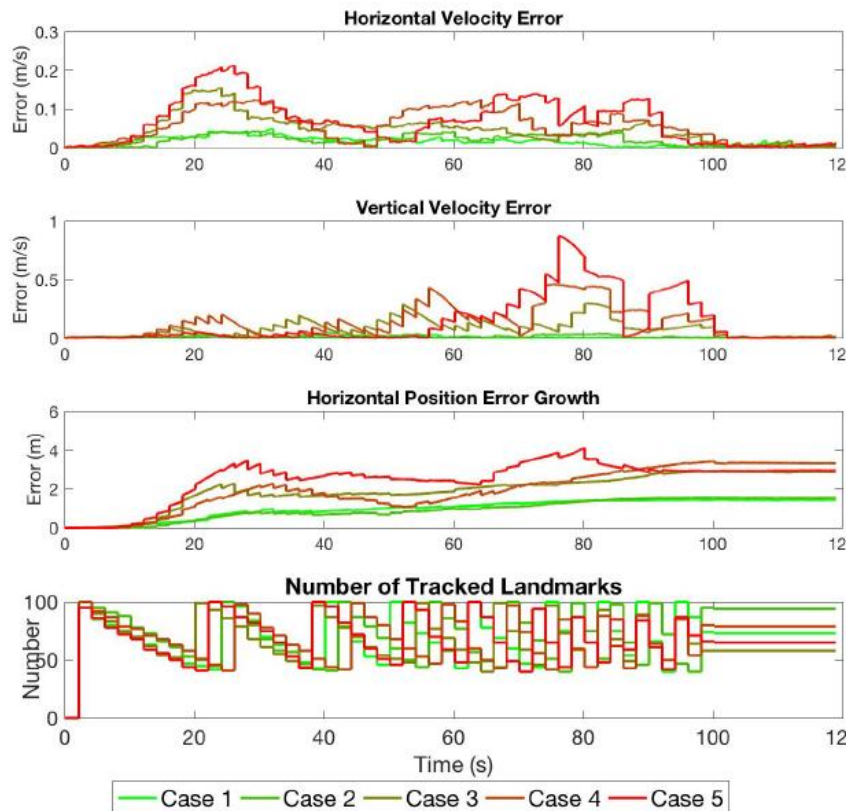 Horizontal Velocity Error
0.3
0.2
0.1
0
Error (m/s)
0 20 40 60 80 100 12
Vertical Velocity Error
1
0.5
0
Error (m/s)
0 20 40 60 80 100 12
Horizontal Position Error Growth
6
4
2
0
Error (m)
0 20 40 60 80 100 12
Number of Tracked Landmarks
100
50
0
Number
0 20 40 60 80 100 12
Time (s)
Case 1 Case 2 Case 3 Case 4 Case 5